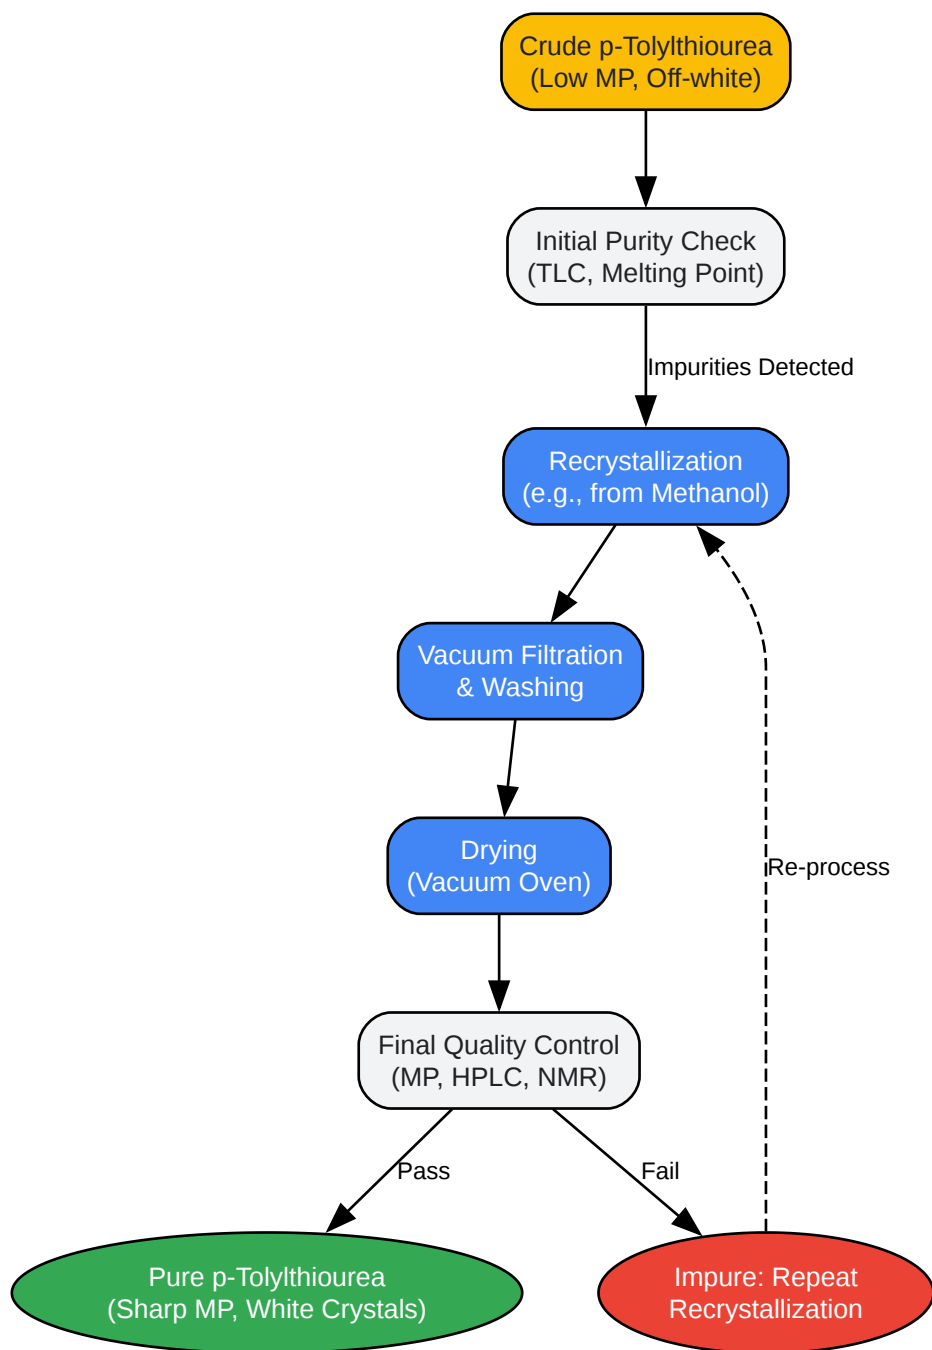 Crude p-Tolylthiourea
(Low MP, Off-white)
Initial Purity Check
(TLC, Melting Point)
Impurities Detected
Recrystallization
(e.g., from Methanol)
Vacuum Filtration
& Washing
Drying
(Vacuum Oven)
Re-process
Final Quality Control
(MP, HPLC, NMR)
Pass
Fail
Pure p-Tolylthiourea
(Sharp MP, White Crystals)
Impure: Repeat
Recrystallization